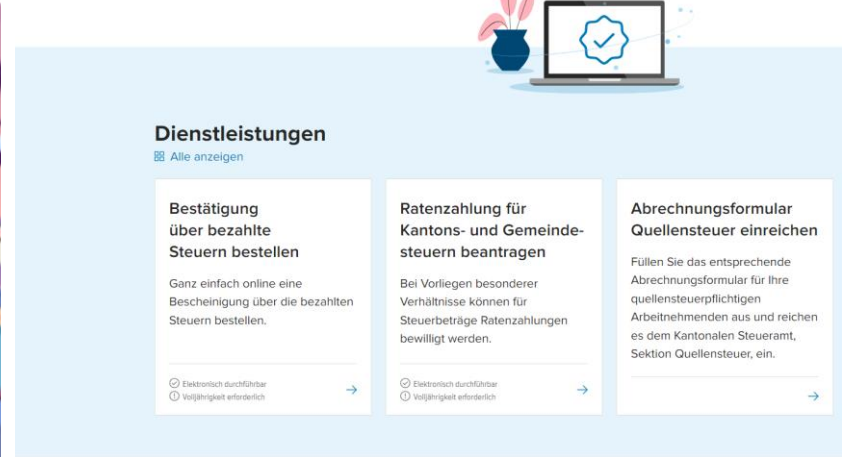 Dienstleistungen
Alle anzeigen
Bestätigung
über bezahlte
Steuern bestellen
Ganz einfach online eine
Bescheinigung über die bezahlten
Steuern bestellen.
Elektronisch durchführbar
Volljährigkeit erforderlich
Ratenzahlung für
Kantons- und Gemeinde-
steuern beantragen
Bei Vorliegen besonderer
Verhältnisse können für
Steuerbeträge Ratenzahlungen
bewilligt werden.
Elektronisch durchführbar
Volljährigkeit erforderlich
Abrechnungsformular
Quellensteuer einreichen
Füllen Sie das entsprechende
Abrechnungsformular für Ihre
quellensteuerpflichtigen
Arbeitnehmenden aus und reichen
es dem Kantonalen Steueramt,
Sektion Quellensteuer, ein.